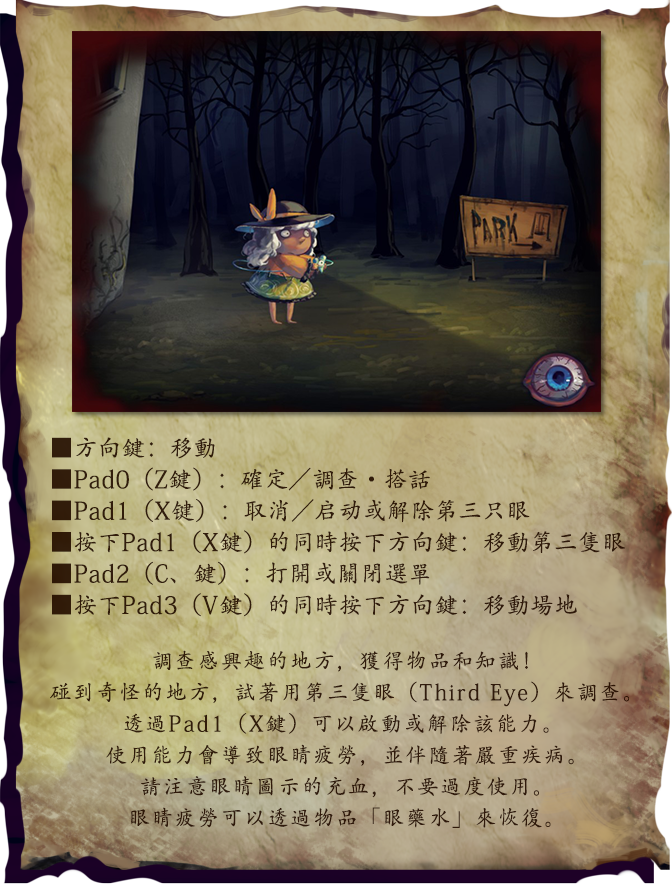 PARK
■方向鍵：移動
■Pad0（Z鍵）：確定／調查・搭話
■Pad1（X键）：取消／启动或解除第三只眼
■按下Pad1（X鍵）的同時按下方向鍵：移動第三隻眼
■Pad2（C、鍵）：打開或關閉選單
■按下Pad3（V鍵）的同時按下方向鍵：移動場地
調查感興趣的地方，獲得物品和知識！
碰到奇怪的地方，試著用第三隻眼（Third Eye）來調查。
透過Pad1（X鍵）可以啟動或解除該能力。
使用能力會導致眼睛疲勞，並伴隨著嚴重疾病。
請注意眼睛圖示的充血，不要過度使用。
眼睛疲勞可以透過物品「眼藥水」來恢復。